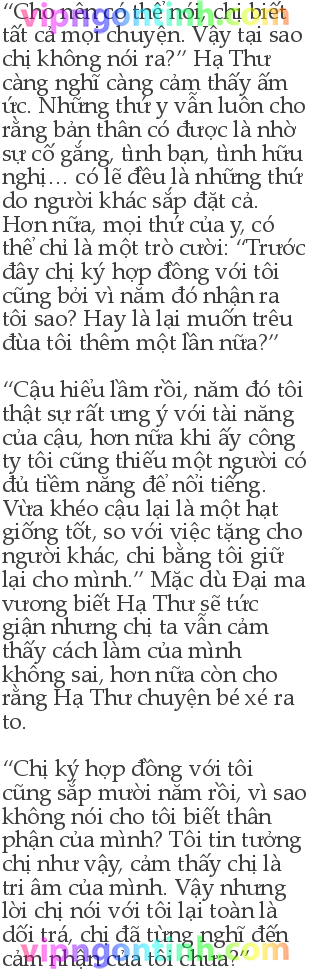 “Cho nên có thể nói, chị biết
tất cả mọi chuyện. Vậy tại sao
chị không nói ra?” Hạ Thư
càng nghĩ càng cảm thấy ấm
ức. Những thứ y vẫn luôn cho
rằng bản thân có được là nhờ
sự cố gắng, tình bạn, tình hữu
nghị… có lẽ đều là những thứ
do người khác sắp đặt cả.
Hơn nữa, mọi thứ của y, có
thể chỉ là một trò cười: “Trước
đây chị ký hợp đồng với tôi
cũng bởi vì năm đó nhận ra
tôi sao? Hay là lại muốn trêu
đùa tôi thêm một lần nữa?”
“Cậu hiểu lầm rồi, năm đó tôi
thật sự rất ưng ý với tài năng
của cậu, hơn nữa khi ấy công
ty tôi cũng thiếu một người có
đủ tiềm năng để nổi tiếng.
Vừa khéo cậu lại là một hạt
giống tốt, so với việc tặng cho
người khác, chi bằng tôi giữ
lại cho mình.” Mặc dù Đại ma
vương biết Hạ Thư sẽ tức
giận nhưng chị ta vẫn cảm
thấy cách làm của mình
không sai, hơn nữa còn cho
rằng Hạ Thư chuyện bé xé ra
to.
“Chị ký hợp đồng với tôi
cũng sắp mười năm rồi, vì sao
không nói cho tôi biết thân
phận của mình? Tôi tin tưởng
chị như vậy, cảm thấy chị là
tri âm của mình. Vậy nhưng
lời chị nói với tôi lại toàn là
dối trá, chị đã từng nghĩ đến
cảm nhận của tôi chưa?”
vipngontinh.com
vipngontinh.com